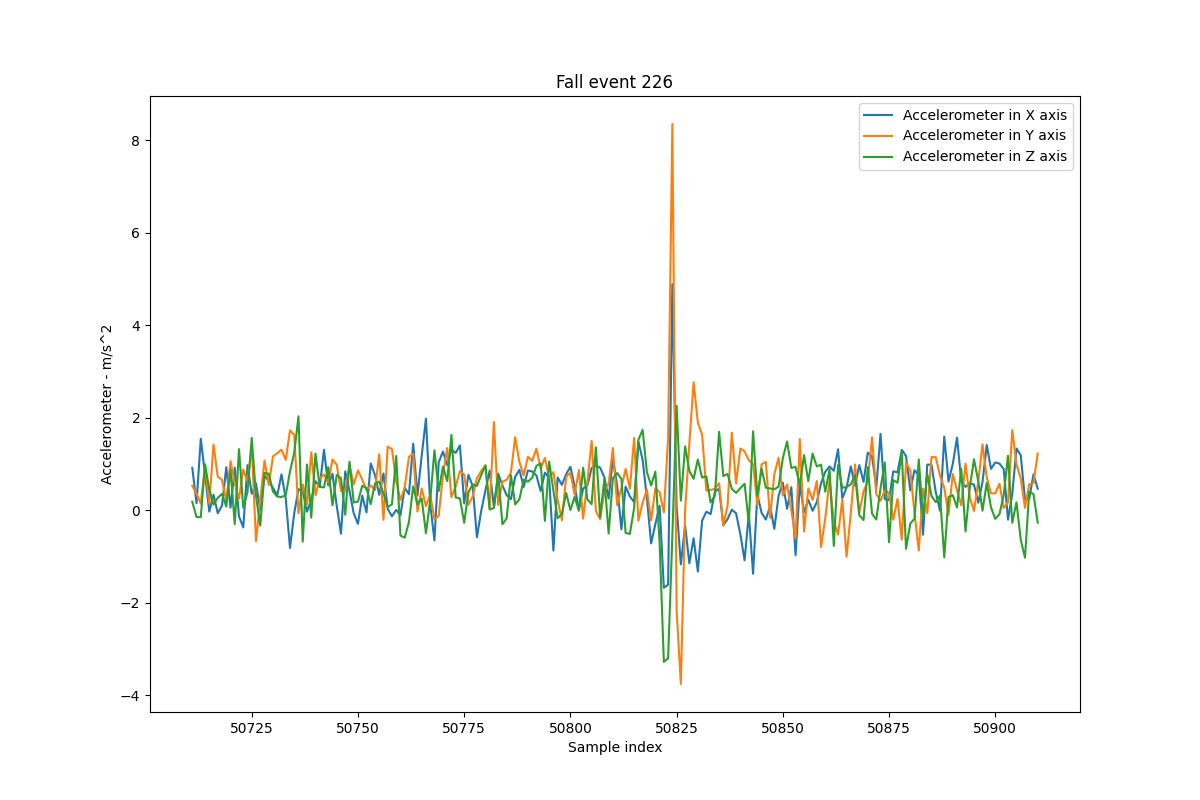 Fall event 226
Accelerometer in X axis
Accelerometer in Y axis
Accelerometer in Z axis
Accelerometer - m/s^2
8
6
4
2
0
−2
−4
50725 50750 50775 50800 50825 50850 50875 50900
Sample index